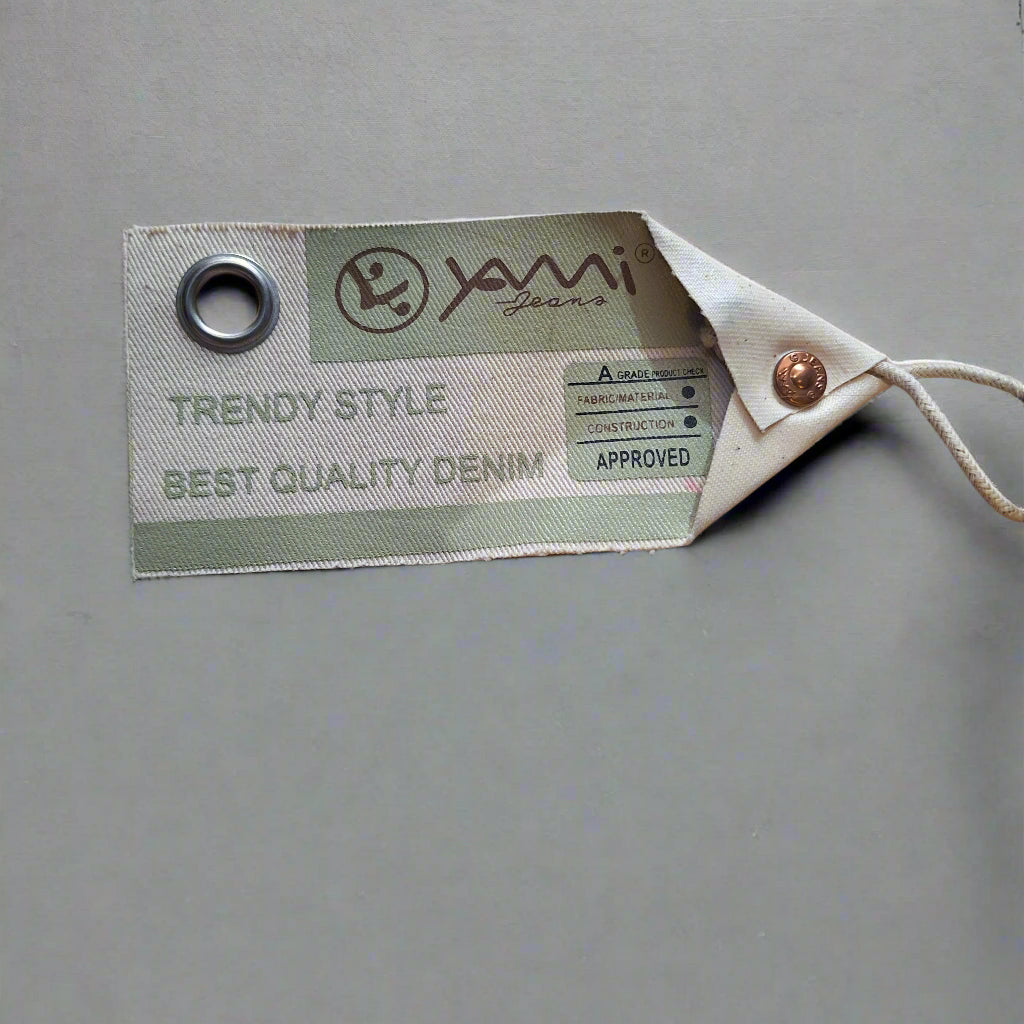 YAMi ®
Jeans
TRENDY STYLE
BEST QUALITY DENIM
A GRADE PRODUCT CHECK
FABRIC/MATERIAL
CONSTRUCTION
APPROVED